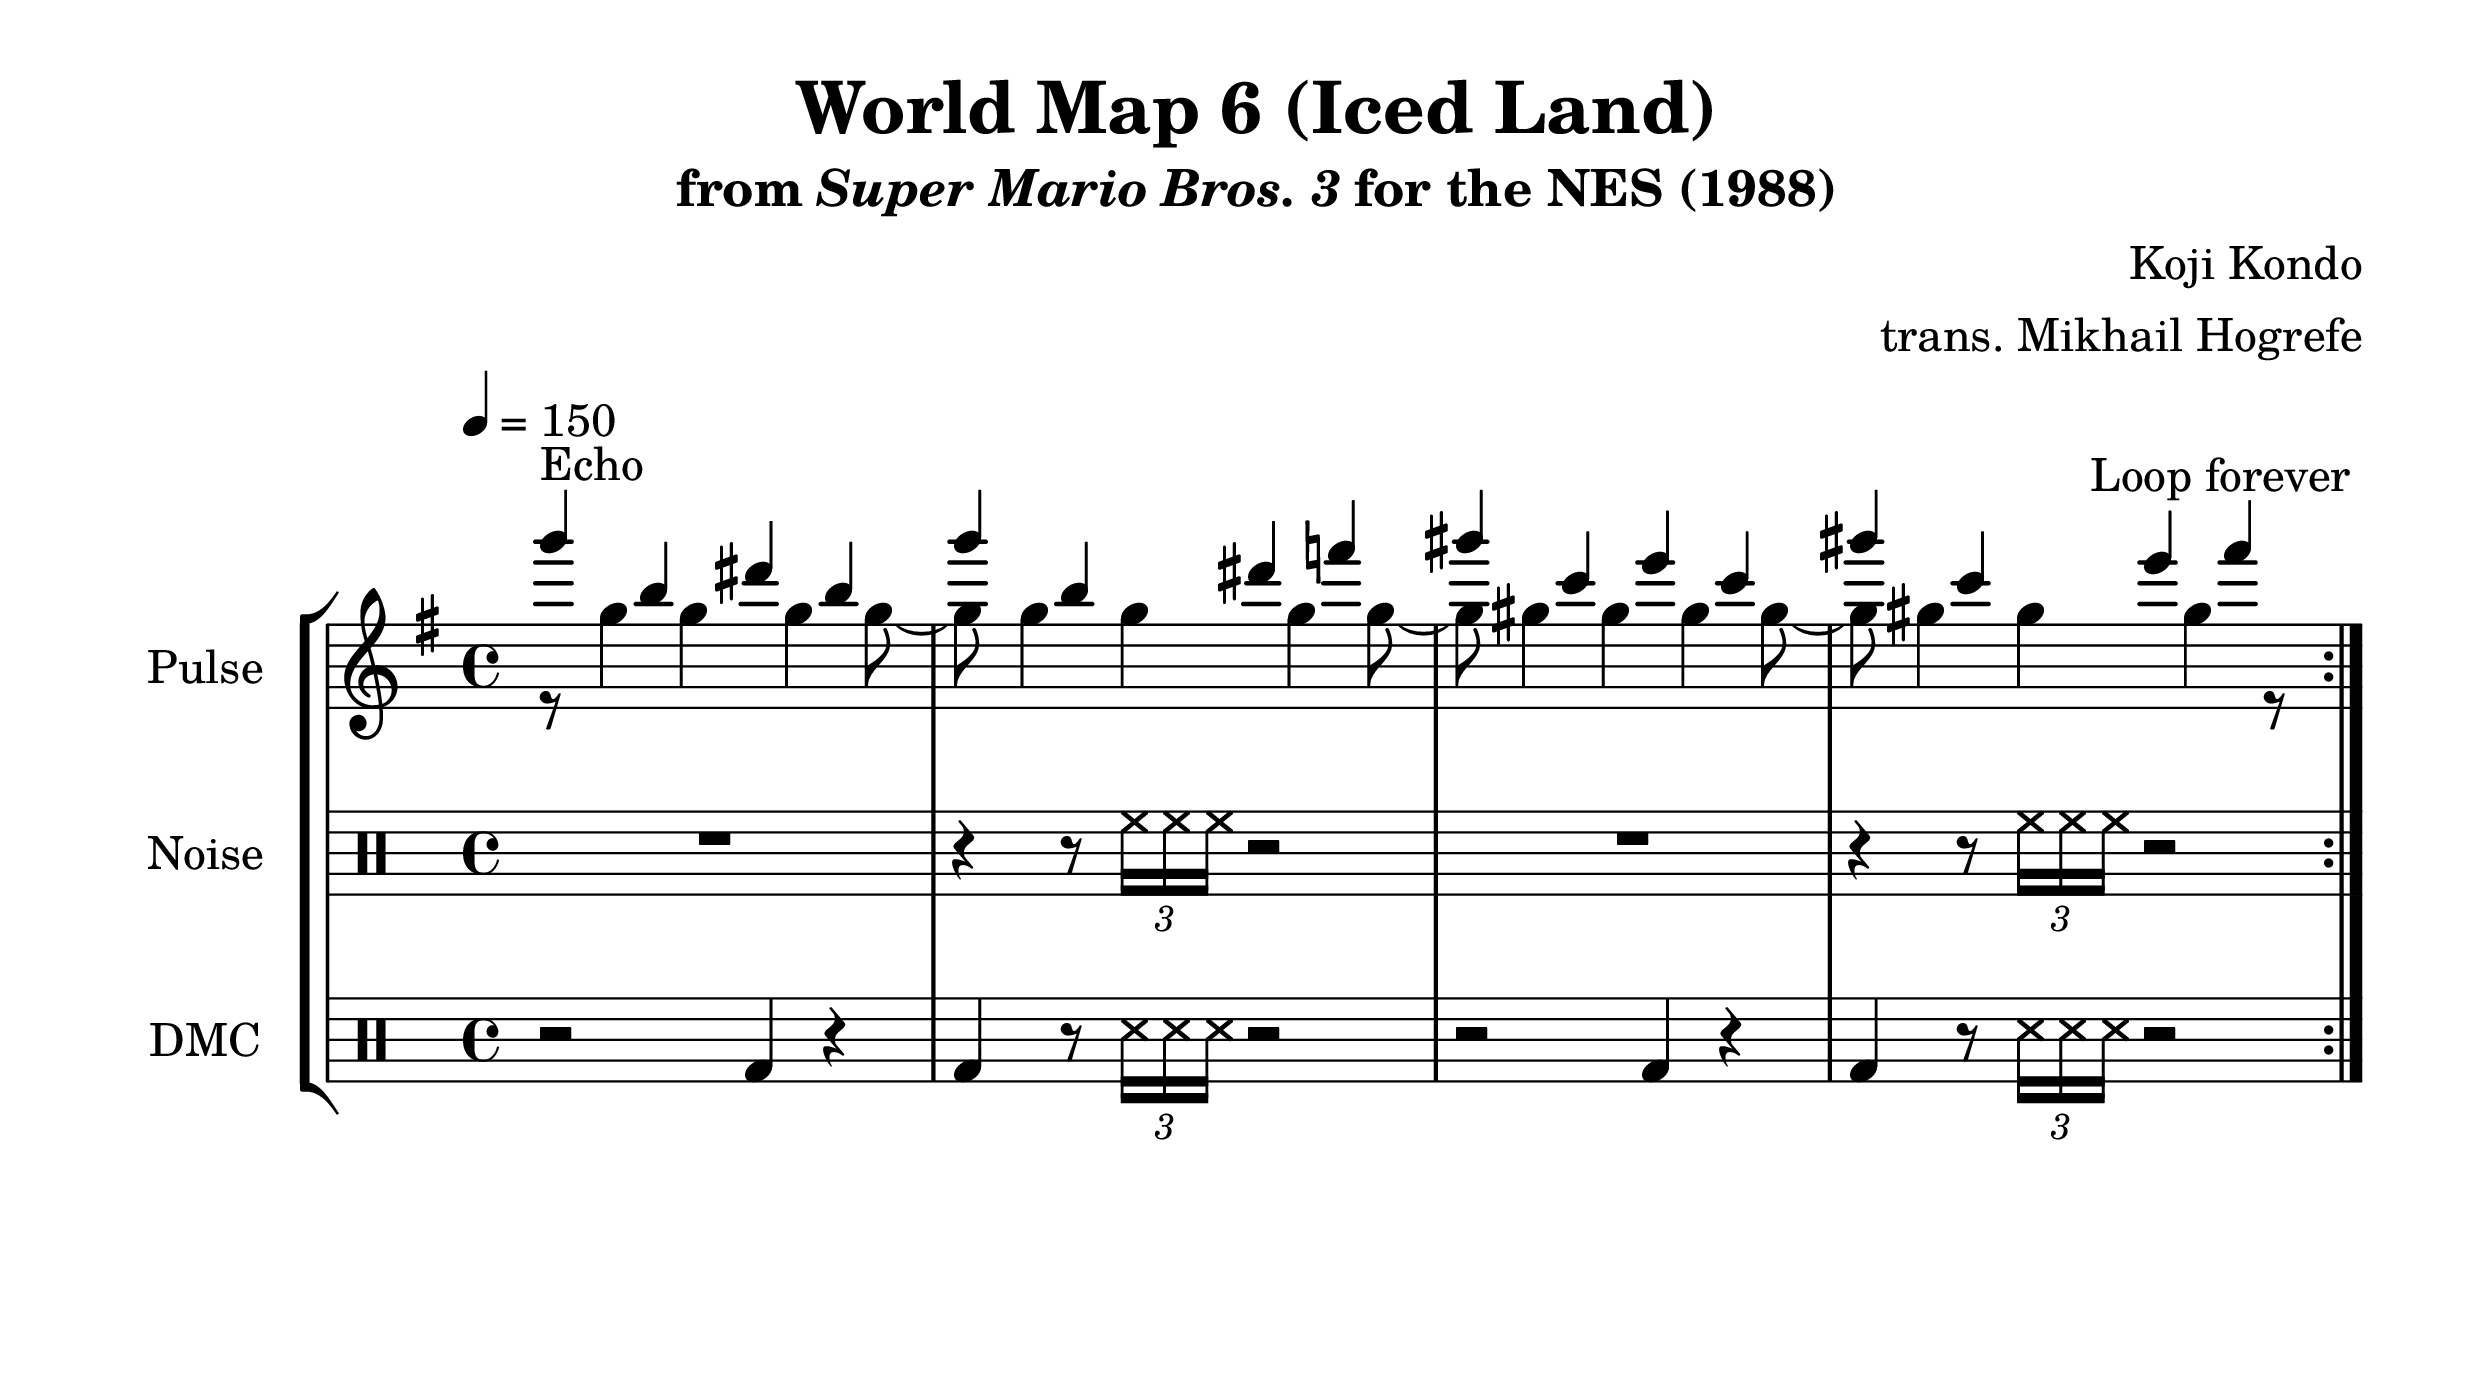 World Map 6 (Iced Land)
from Super Mario Bros. 3 for the NES (1988)
Koji Kondo
trans. Mikhail Hogrefe
= 150
Echo
Loop forever
Pulse
Noise
3 3
DMC
3 3